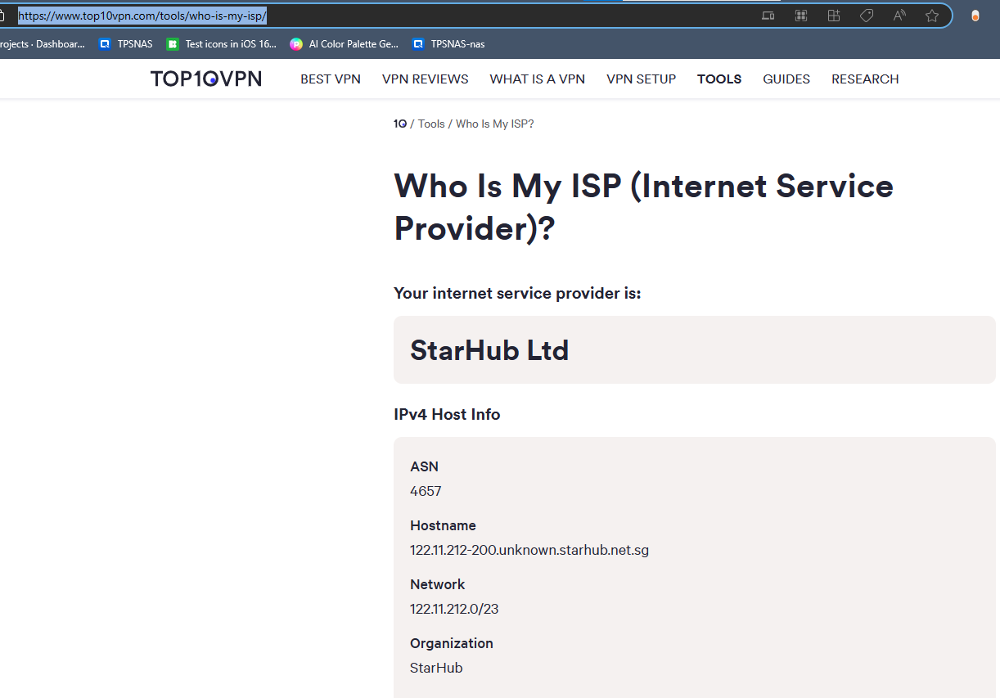 https://www.top10vpn.com/tools/who-is-my-isp/
rojects · Dashboar... TPSNAS Test icons in iOS 16... AI Color Palette Ge... TPSNAS-nas
TOP10VPN BEST VPN VPN REVIEWS WHAT IS A VPN VPN SETUP TOOLS GUIDES RESEARCH
10 / Tools / Who Is My ISP?
Who Is My ISP (Internet Service
Provider)?
Your internet service provider is:
StarHub Ltd
IPv4 Host Info
ASN
4657
Hostname
122.11.212-200.unknown.starhub.net.sg
Network
122.11.212.0/23
Organization
StarHub